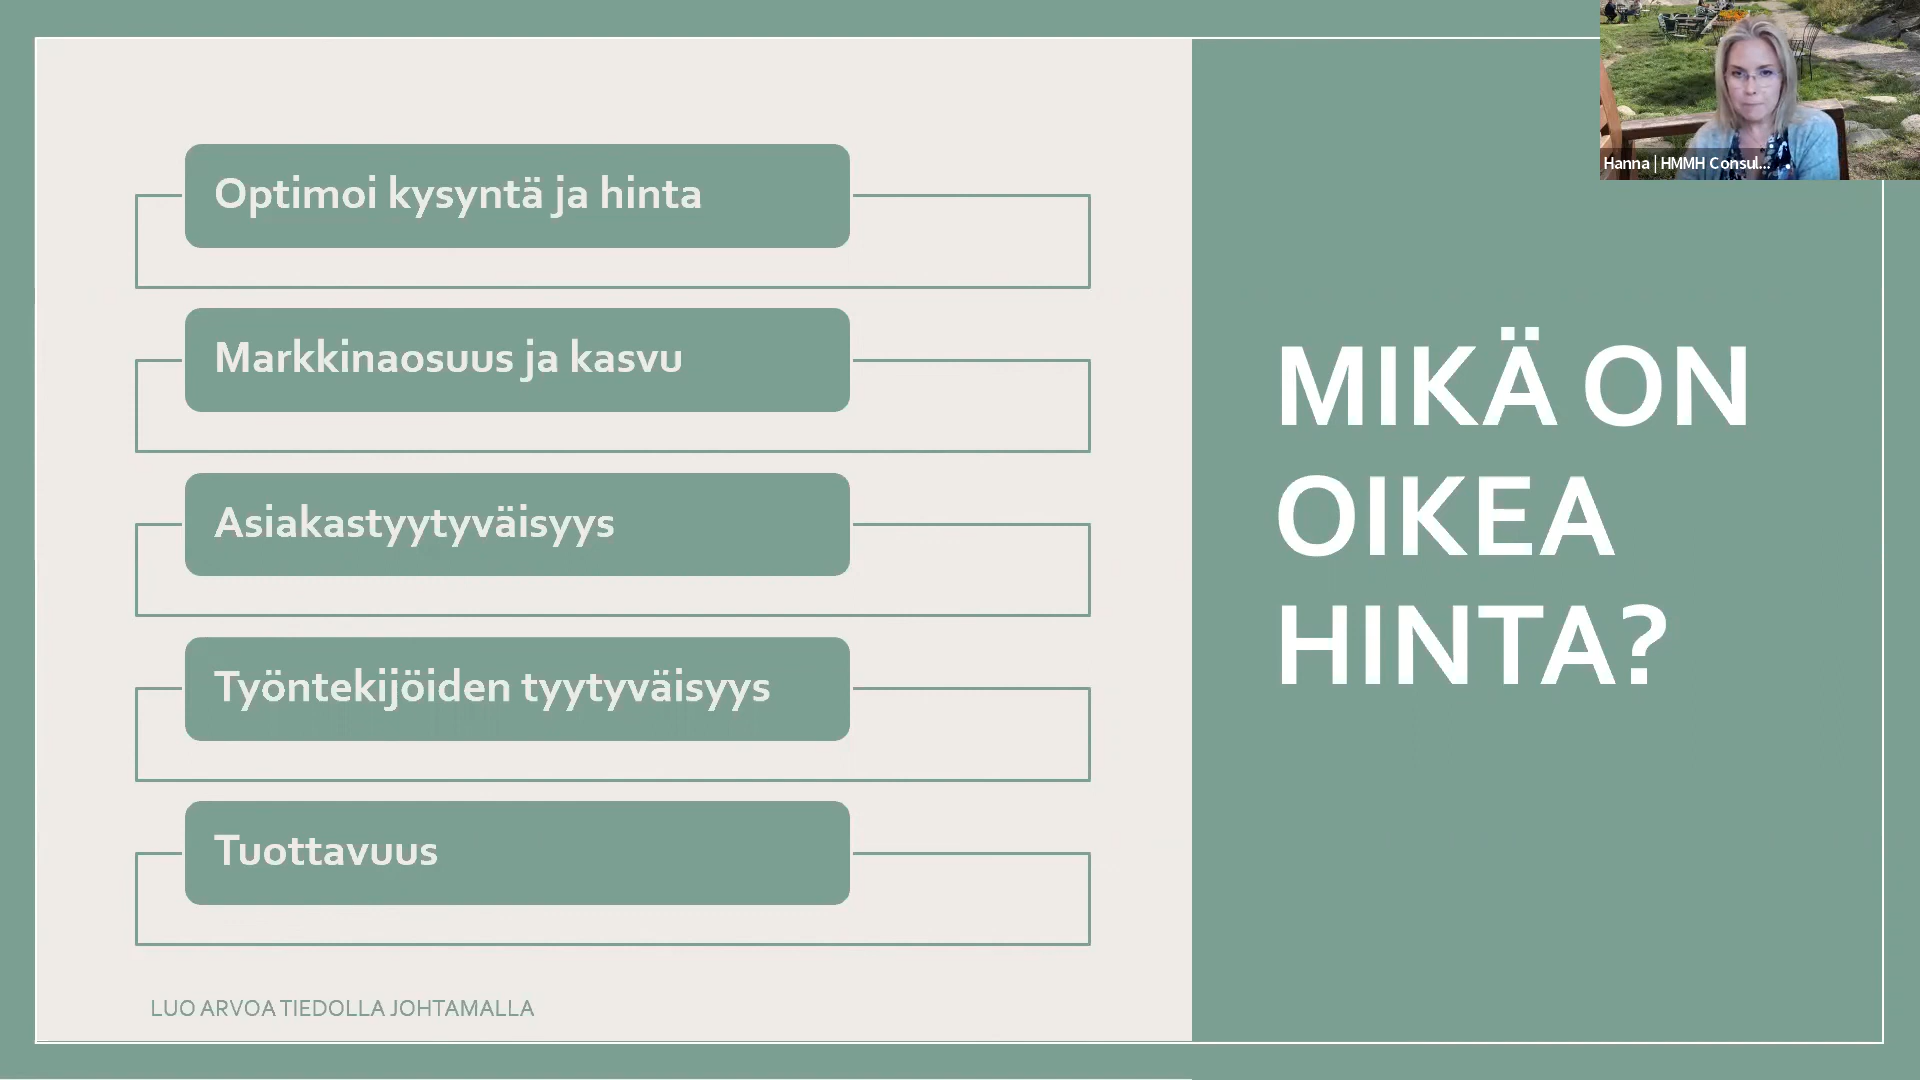 Optimoi kysyntä ja hinta
Markkinaosuus ja kasvu
Asiakastyytyväisyys
Työntekijöiden tyytyväisyys
Tuottavuus
LUO ARVOA TIEDOLLA JOHTAMALLA
MIKÄ ON
OIKEA
HINTA?
Hanna | HMMH Consul...